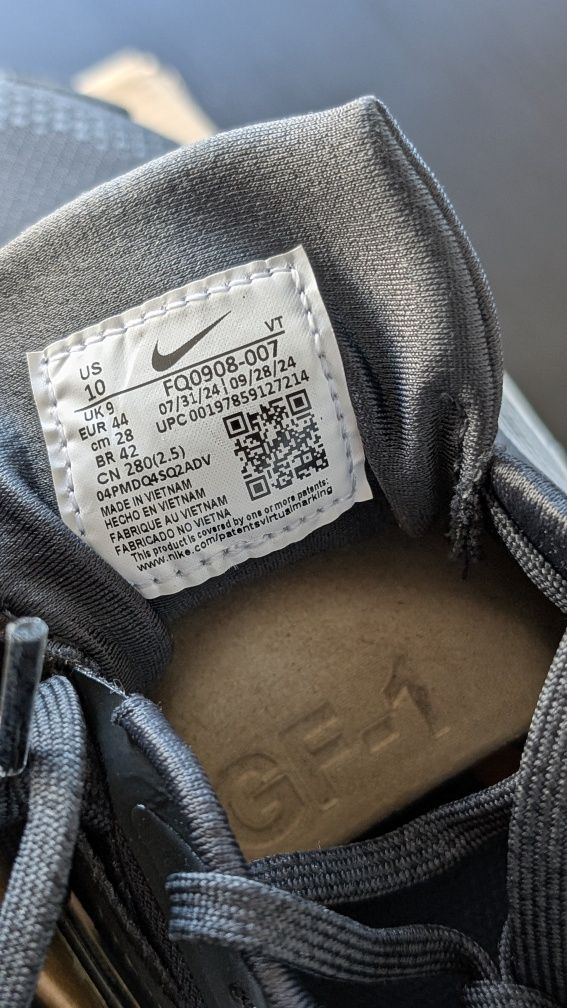 VT
US
10
FQ0908-007
UK 9
07/31/24 | 09/28/24
EUR 44
UPC 00197859127214
cm 28
BR 42
CN 280(2.5)
04PMDQ4SQ2ADV
MADE IN VIETNAM
HECHO EN VIETNAM
FABRIQUE AU VIETNAM
FABRICADO NO VIETNA
This product is covered by one or more patents:
www.nike.com/patentsvirtualmarking
GF-1